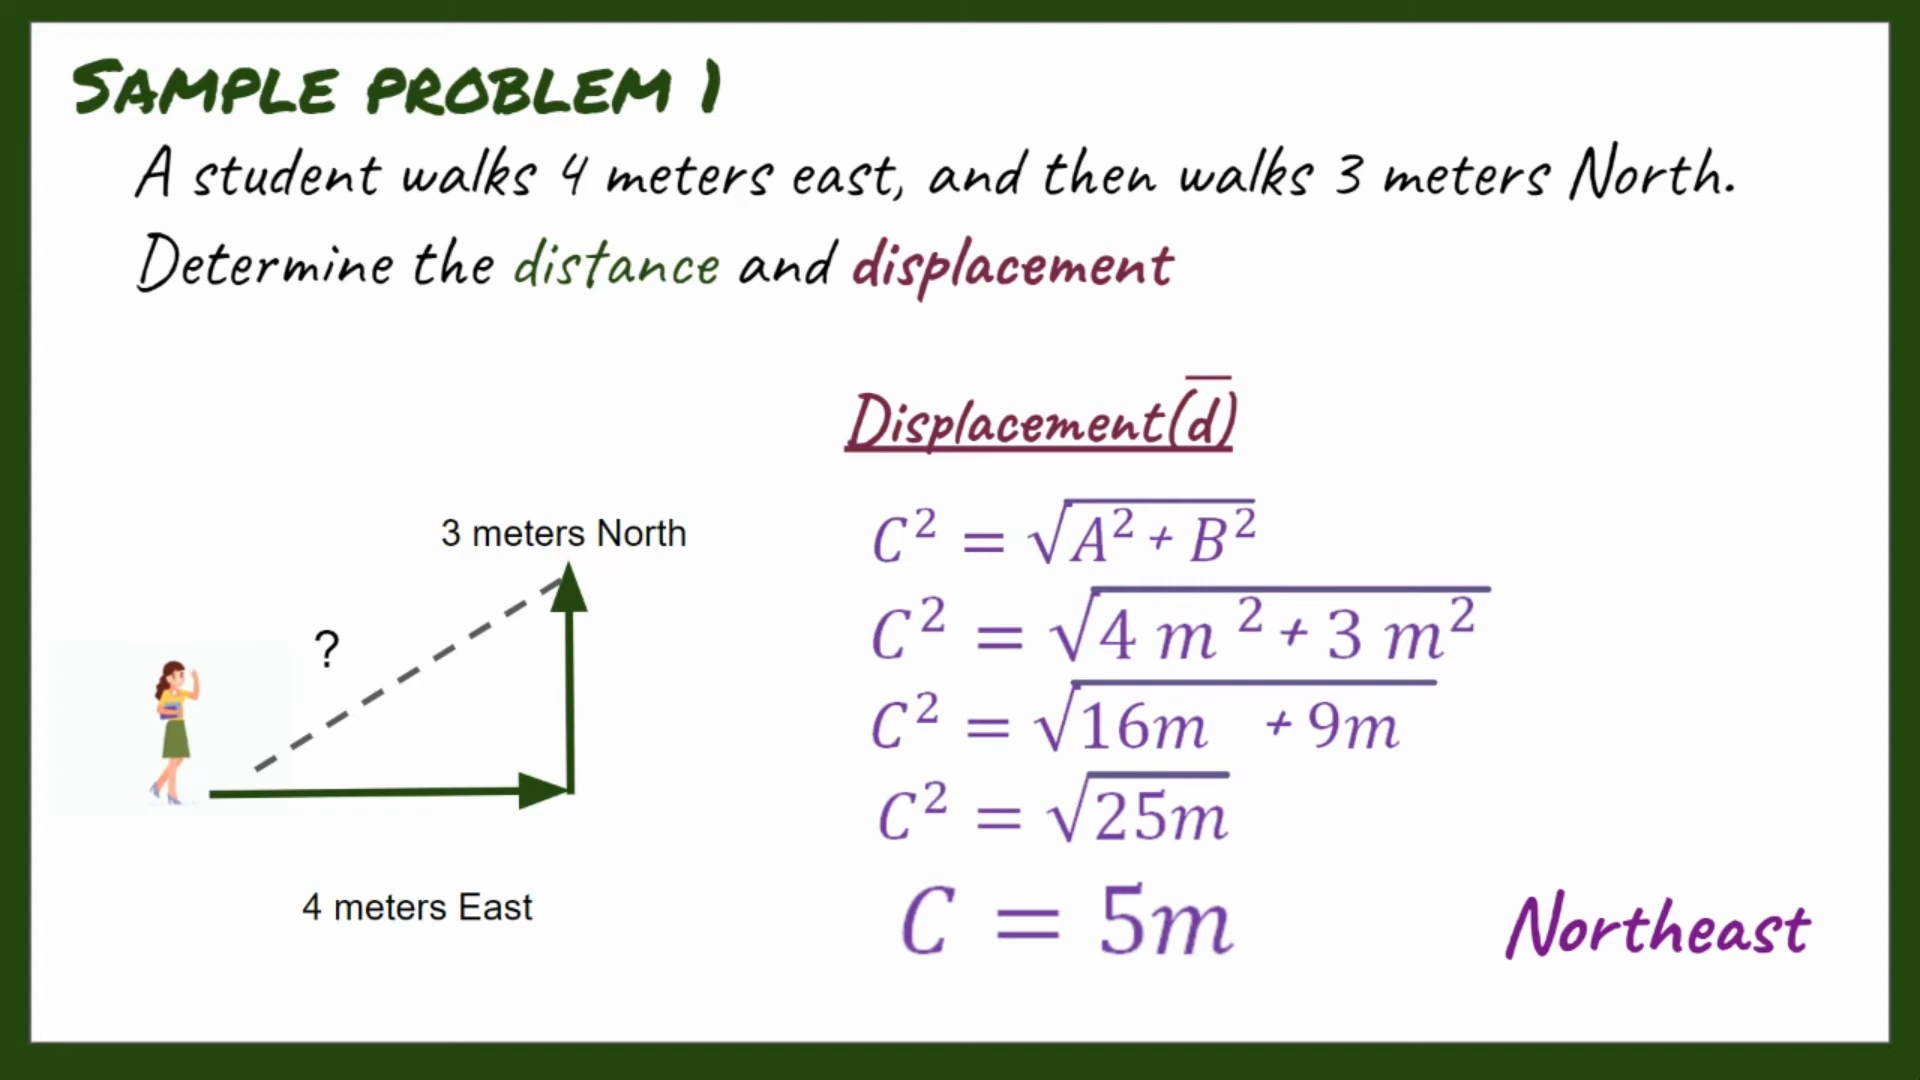 Sample problem 1
A student walks 4 meters east, and then walks 3 meters North.
Determine the distance and displacement
Displacement(d̅)
C² = √A² + B²
C² = √4 m ² + 3 m²
C² = √16m + 9m
C² = √25m
C = 5m
Northeast
3 meters North
?
4 meters East